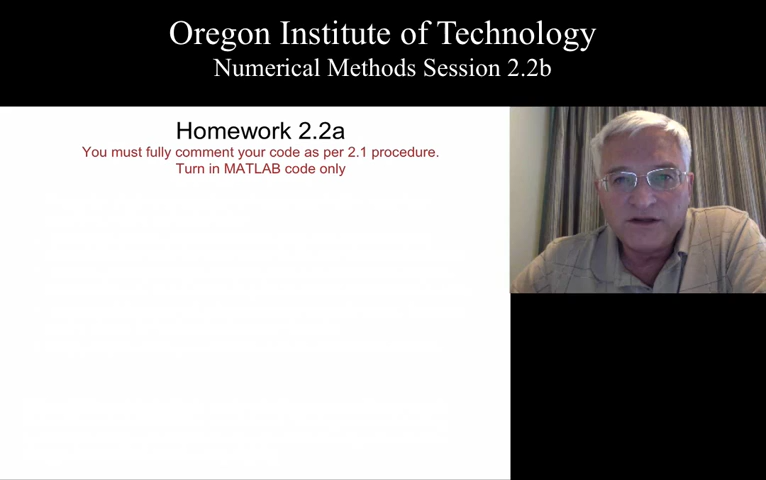 Oregon Institute of Technology
Numerical Methods Session 2.2b
Homework 2.2a
You must fully comment your code as per 2.1 procedure.
Turn in MATLAB code only